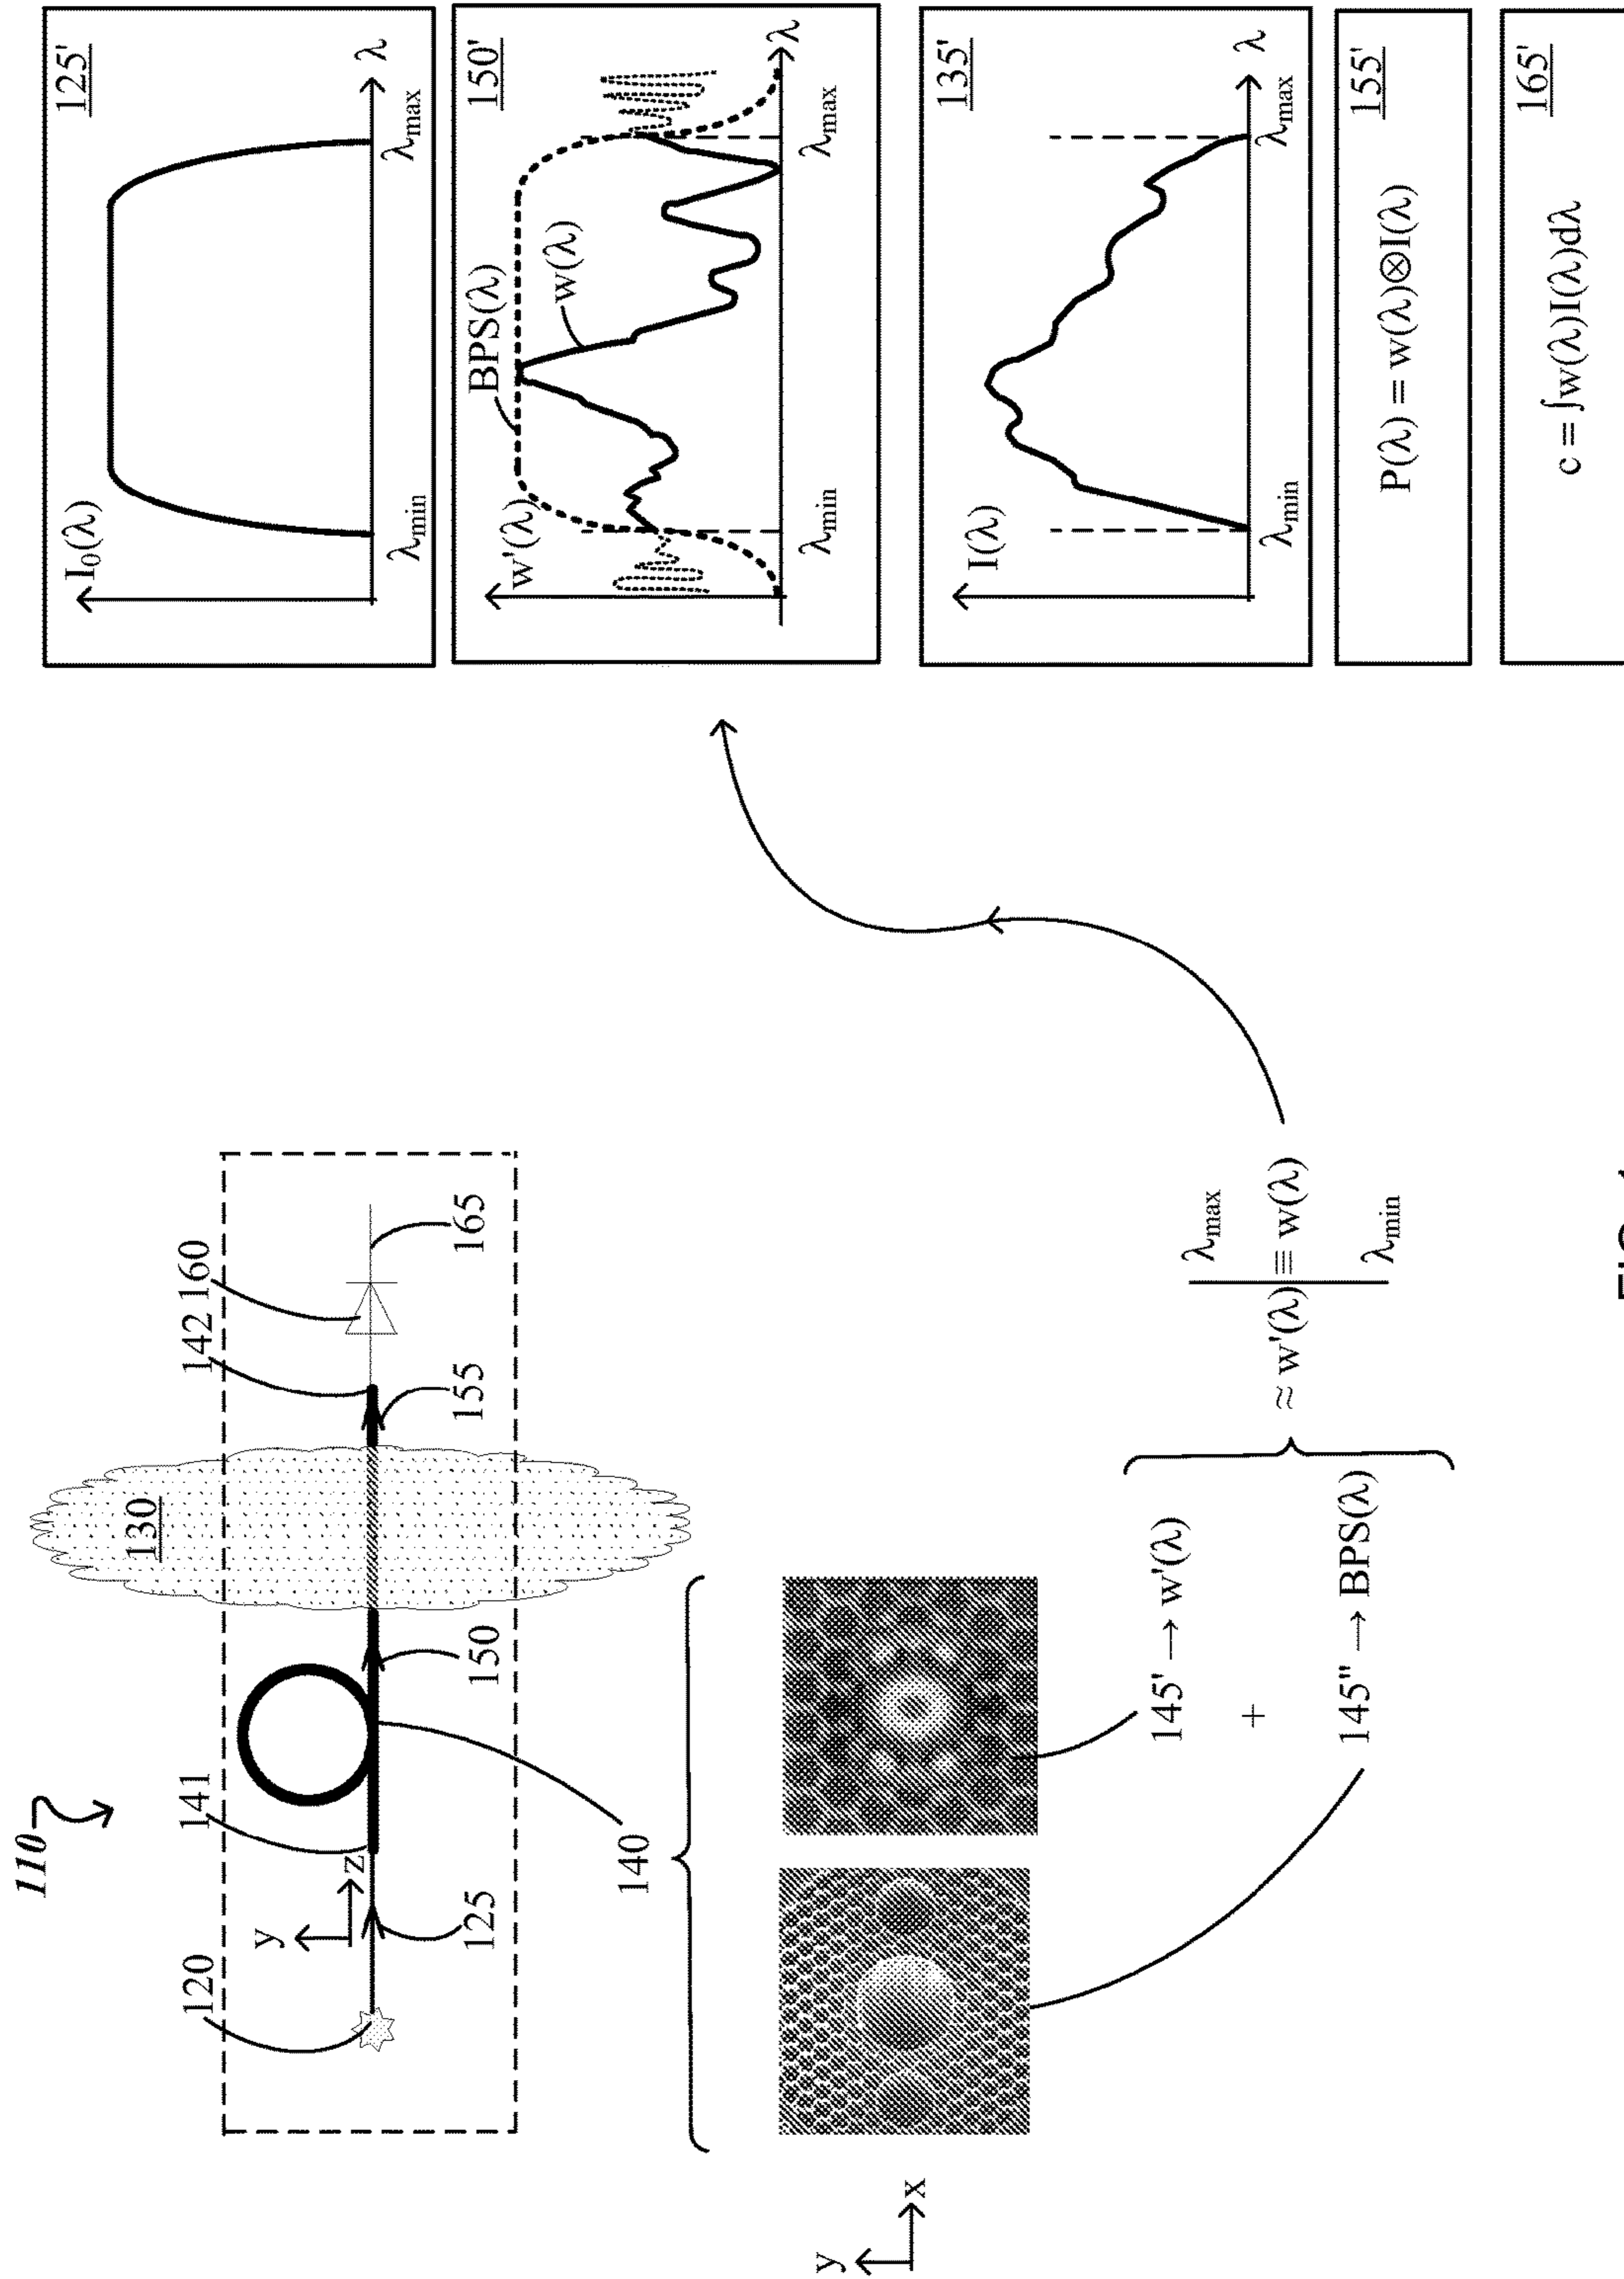 110
120
141
142
160
130
y
z
125
150
155
165
140
y
x
145' → w'(λ)
+
145'' → BPS(λ)
≈ w'(λ) ≡ w(λ)
λmax
λmin
125'
I₀(λ)
λ
λmin
λmax
150'
w'(λ)
BPS(λ)
w(λ)
λ
λmin
λmax
135'
I(λ)
λ
λmin
λmax
155'
P(λ) = w(λ)⊗I(λ)
165'
c = ∫w(λ)I(λ)dλ